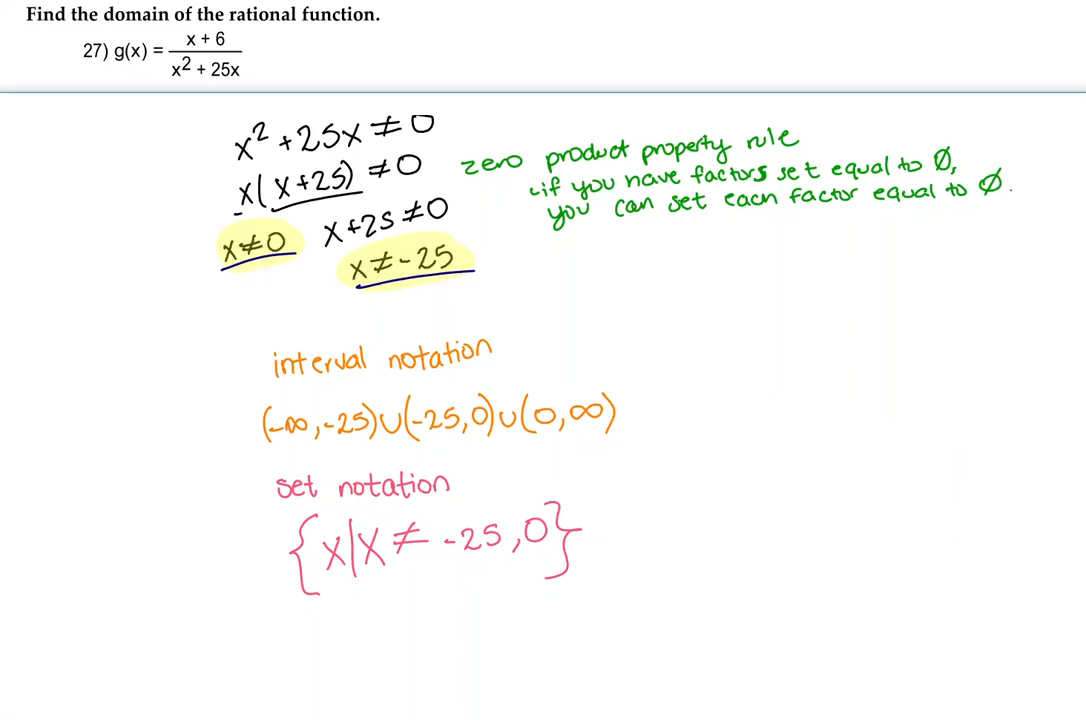 Find the domain of the rational function.
27) g(x) = x + 6 / x² + 25x
x² + 25x ≠ 0
x(x+25) ≠ 0
x ≠ 0 x + 25 ≠ 0
x ≠ -25
zero product property rule
if you have factors set equal to Ø,
you can set each factor equal to Ø.
interval notation
(-∞, -25) ∪ (-25, 0) ∪ (0, ∞)
set notation
{x | x ≠ -25, 0}